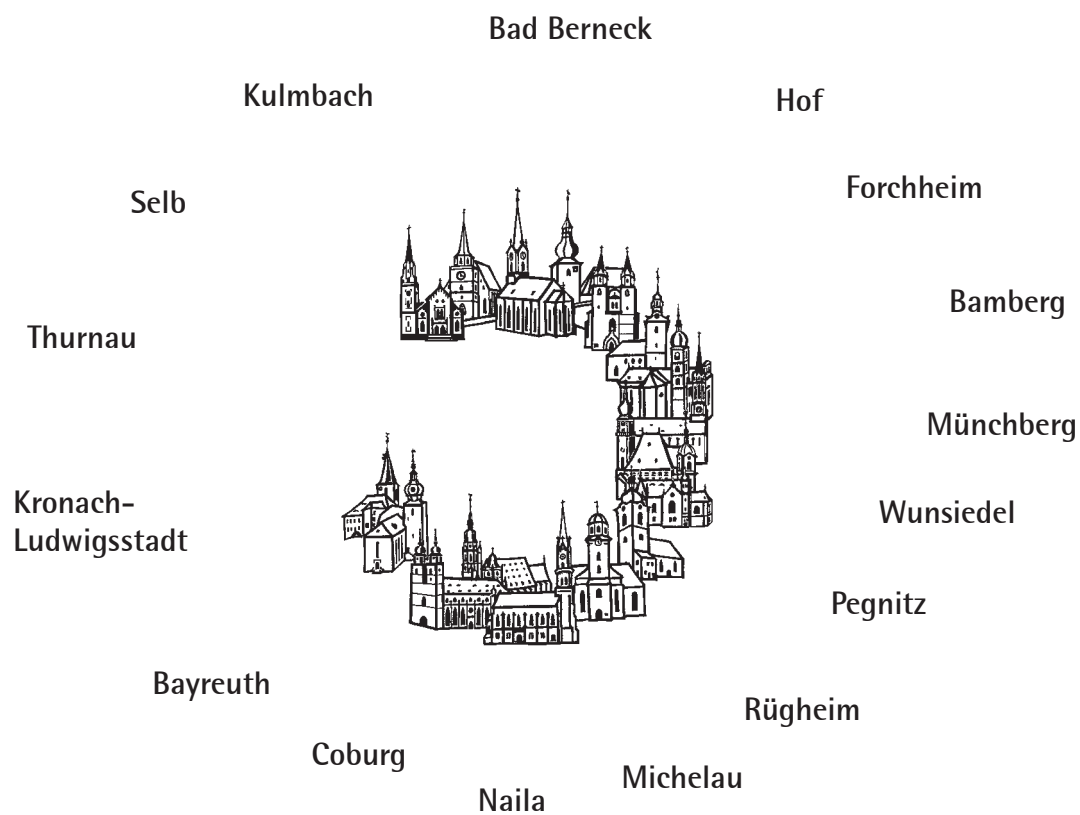 Bad Berneck
Kulmbach
Hof
Forchheim
Selb
Bamberg
Thurnau
Münchberg
Kronach-
Ludwigsstadt
Wunsiedel
Pegnitz
Bayreuth
Rügheim
Coburg
Michelau
Naila